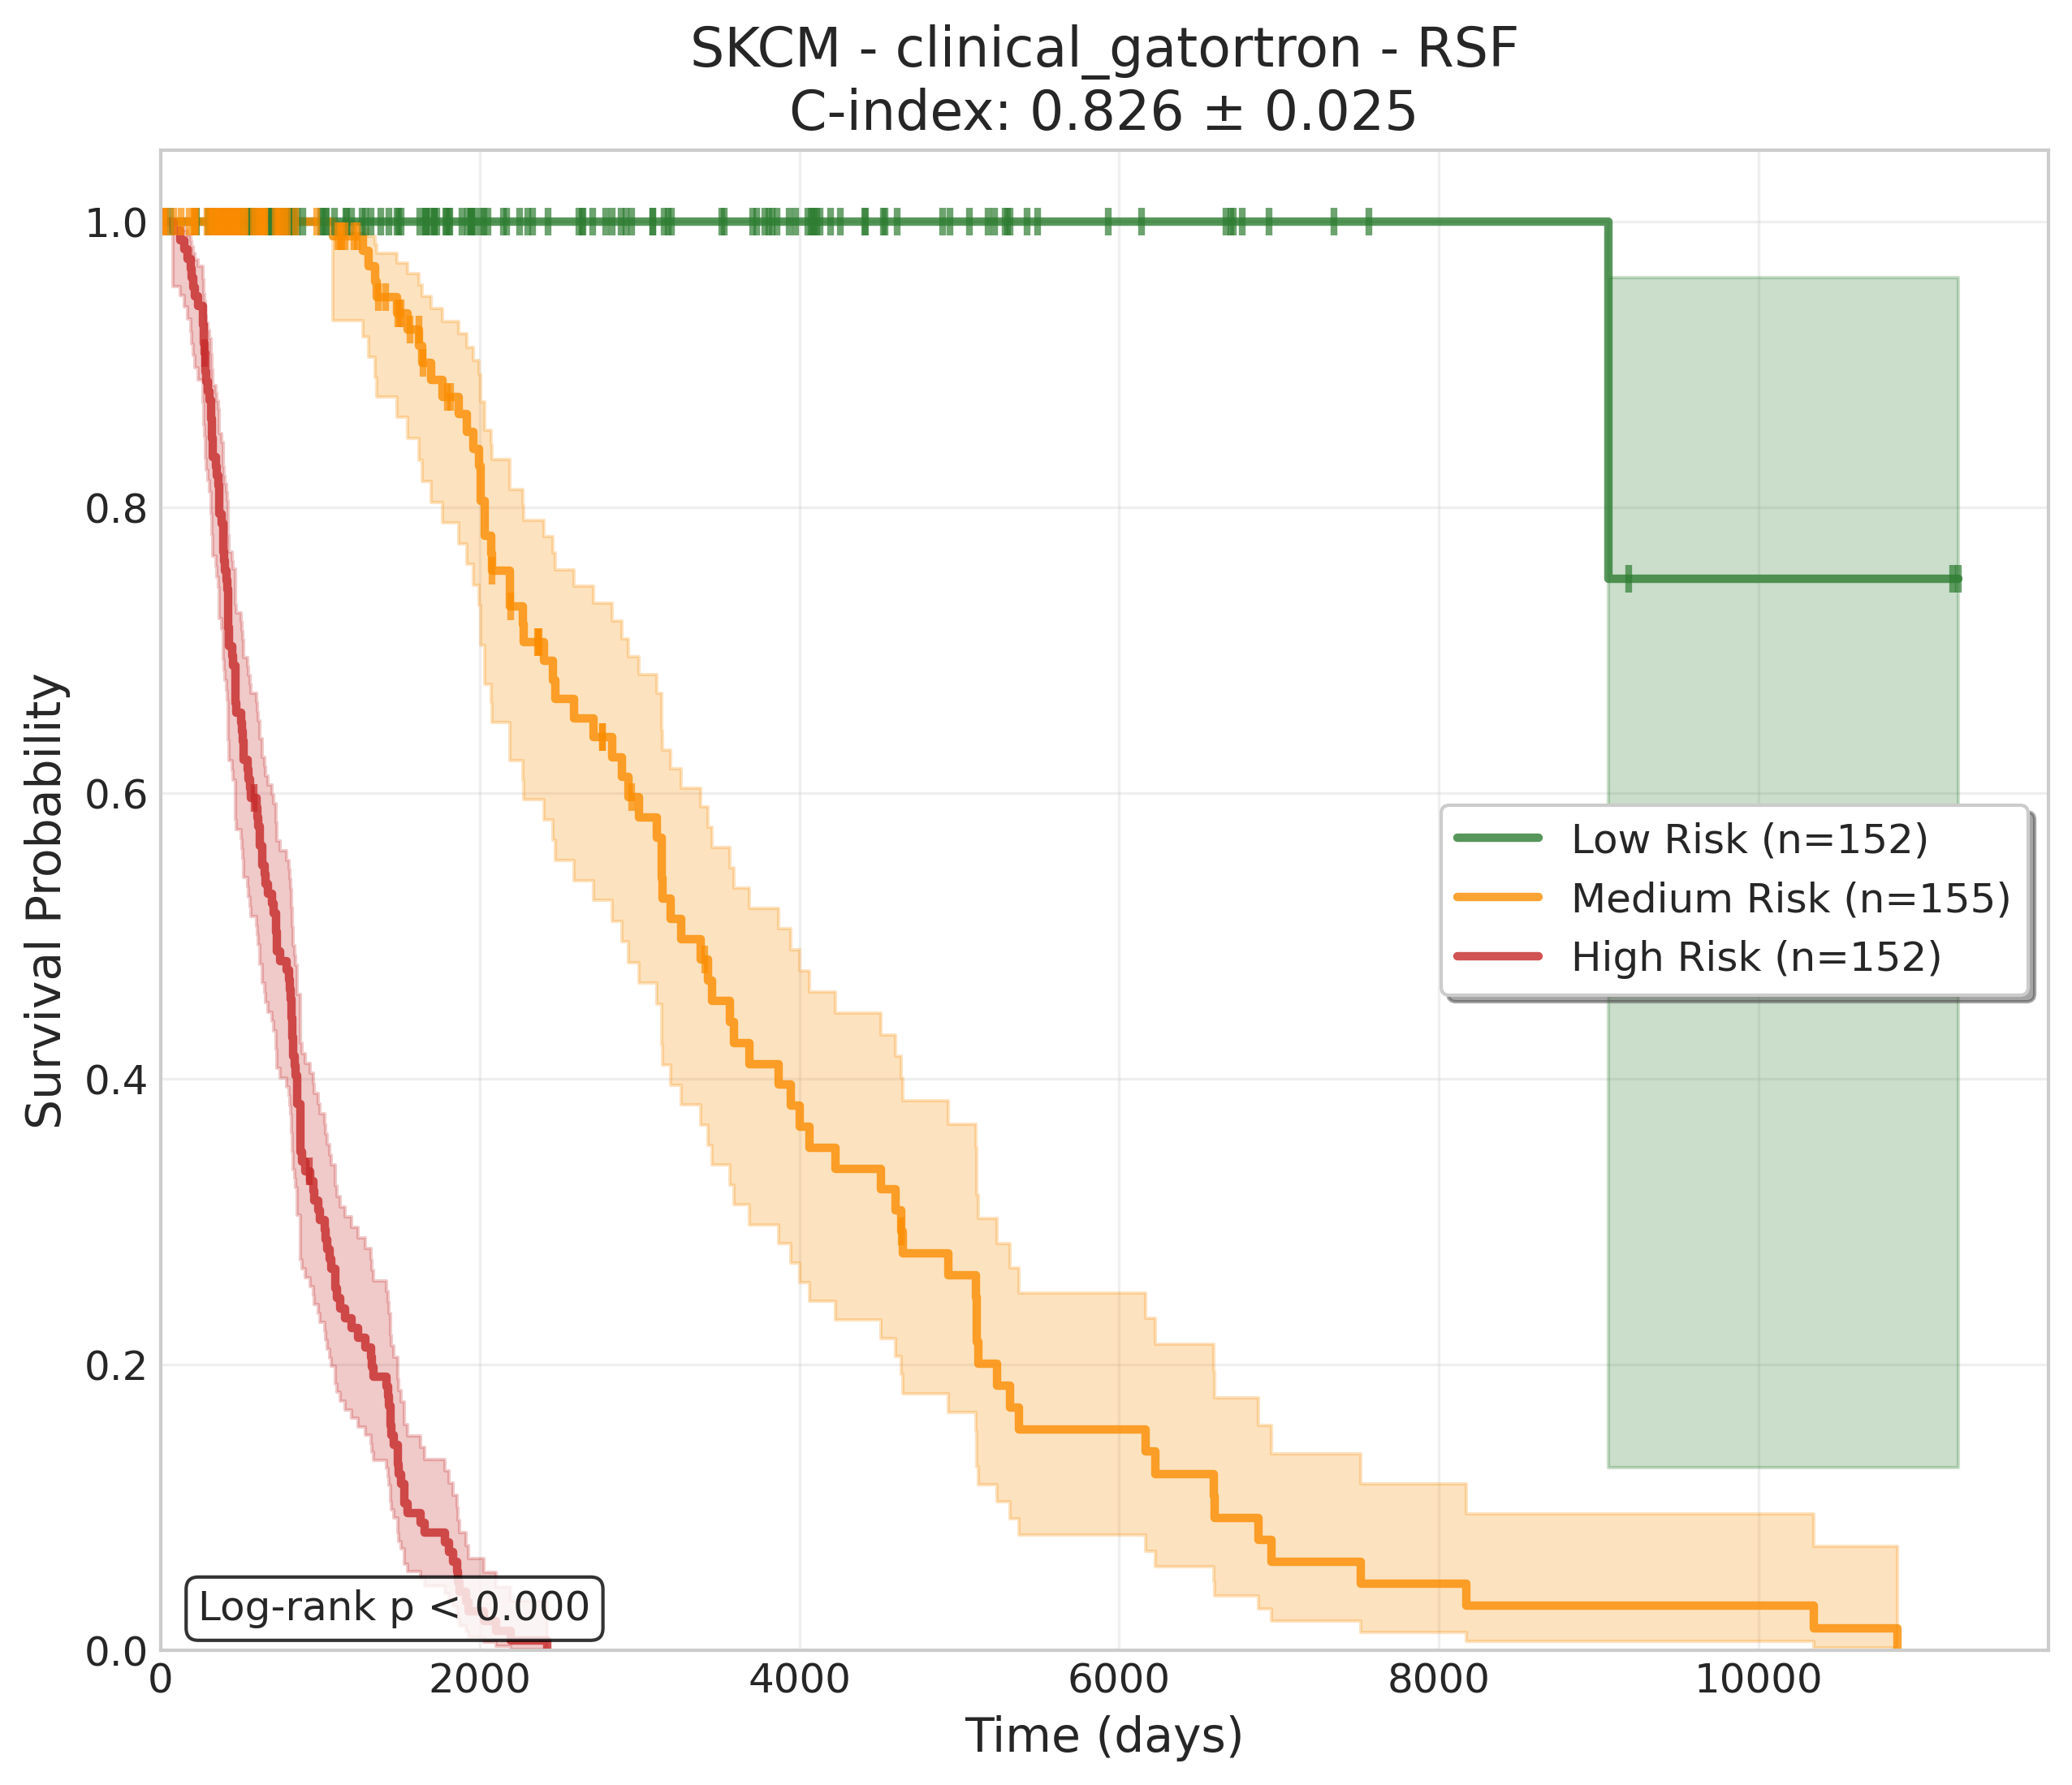 SKCM - clinical_gatortron - RSF
C-index: 0.826 ± 0.025
Survival Probability
1.0
0.8
0.6
0.4
0.2
0.0
Low Risk (n=152)
Medium Risk (n=155)
High Risk (n=152)
Log-rank p < 0.000
0 2000 4000 6000 8000 10000
Time (days)